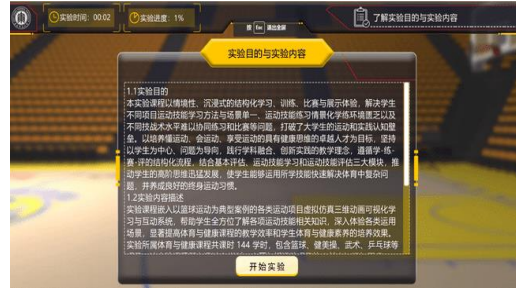 实验时间：00:02
实验进度：1%
按 Esc 退出全屏
了解实验目的与实验内容
实验目的与实验内容
1.1实验目的
本实验课程以情境性、沉浸式的结构化学习、训练、比赛与展示体验，解决学生
不同项目运动技能学习方法与场景单一、运动技能练习情景化学练环境匮乏以及
不同技战术水平难以协同练习和比赛等问题，打破了大学生的运动和实践认知壁
垒。以培养懂运动、会运动、享受运动的具有健康思维的卓越人才为目标，坚持
以学生为中心、问题为导向，践行学科融合、创新实践的教学理念，遵循学-练-
赛-评的结构化流程，结合基本评估、运动技能学习和运动技能评估三大模块，推
动学生的高阶思维迅猛发展，使学生能够运用所学技能快速解决体育中复杂问
题，并养成良好的终身运动习惯。
1.2实验内容描述
实验课程嵌入以篮球运动为典型案例的各类运动项目虚拟仿真三维动画可视化学
习与互动系统，帮助学生全方位了解各项运动技能相关知识，深入体验各类运用
场景，显著提高体育与健康课程的教学效率和学生体育与健康素养的培养效果。
实验所属体育与健康课程共课时 144 学时，包含篮球、健美操、武术、乒乓球等
开始实验